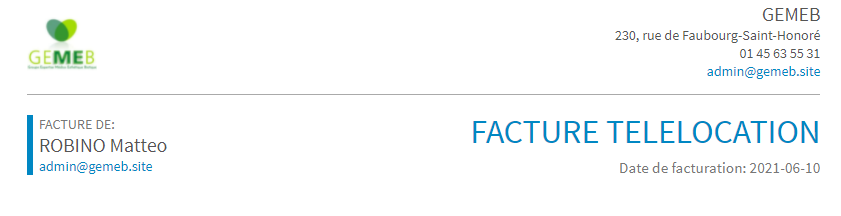 GEMEB
GEMEB
230, rue de Faubourg-Saint-Honoré
01 45 63 55 31
admin@gemeb.site
FACTURE DE:
ROBINO Matteo
admin@gemeb.site
FACTURE TELELOCATION
Date de facturation: 2021-06-10